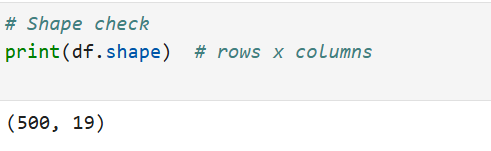 # Shape check
print(df.shape)  # rows x columns
(500, 19)